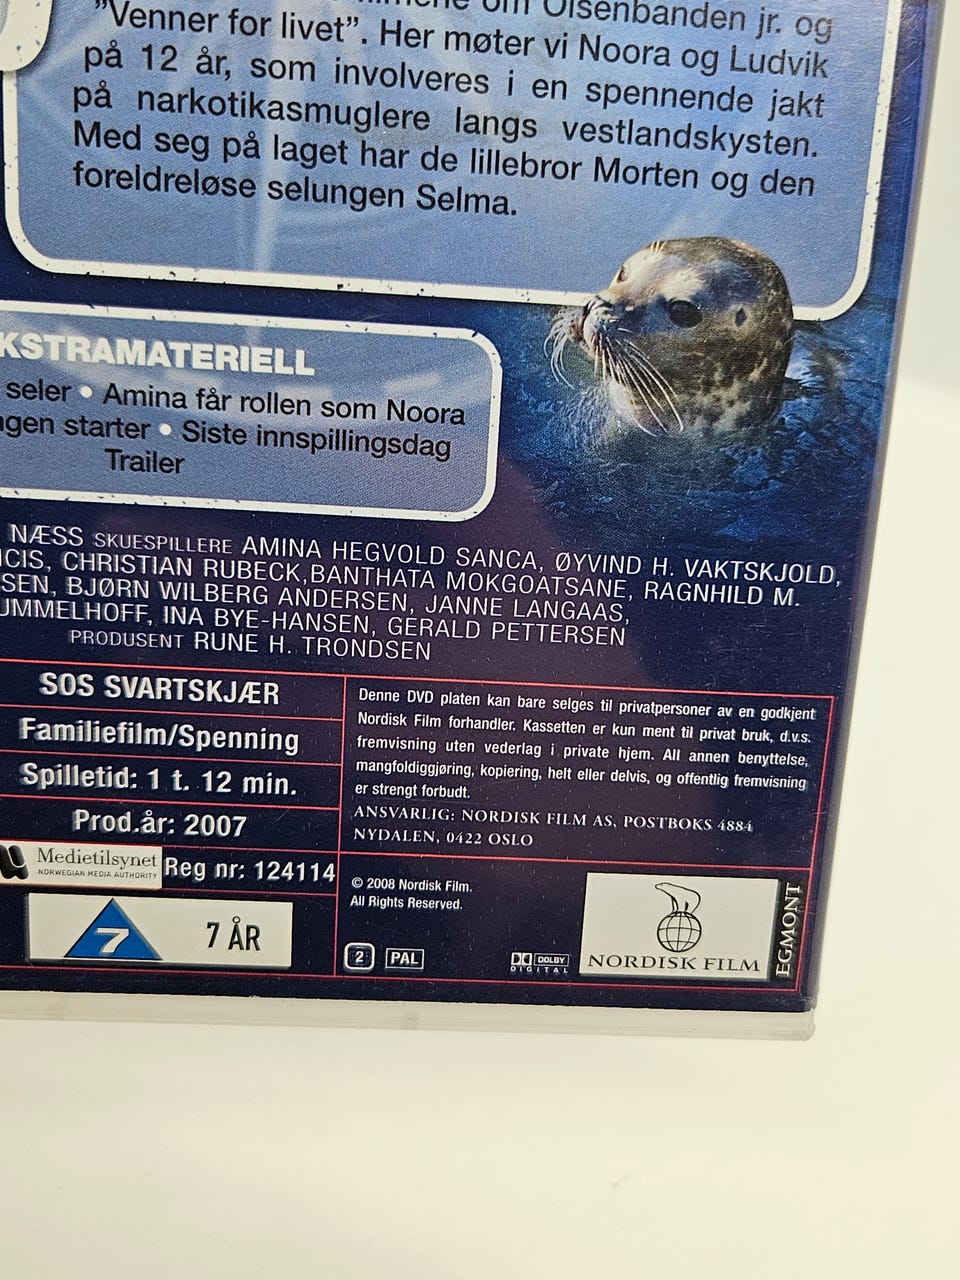 om Olsenbanden jr. og
"Venner for livet". Her møter vi Noora og Ludvik
på 12 år, som involveres i en spennende jakt
på narkotikasmuglere langs vestlandskysten.
Med seg på laget har de lillebror Morten og den
foreldreløse selungen Selma.
KSTRAMATERIELL
seler • Amina får rollen som Noora
gen starter • Siste innspillingsdag
Trailer
NÆSS SKUESPILLERE AMINA HEGVOLD SANCA, ØYVIND H. VAKTSKJOLD,
CIS, CHRISTIAN RUBECK,BANTHATA MOKGOATSANE, RAGNHILD M.
SEN, BJØRN WILBERG ANDERSEN, JANNE LANGAAS,
UMMELHOFF, INA BYE-HANSEN, GERALD PETTERSEN
PRODUSENT RUNE H. TRONDSEN
SOS SVARTSKJÆR
Familiefilm/Spenning
Spilletid: 1 t. 12 min.
Prod.år: 2007
Medietilsynet
NORWEGIAN MEDIA AUTHORITY
Reg nr: 124114
7
7 ÅR
Denne DVD platen kan bare selges til privatpersoner av en godkjent
Nordisk Film forhandler. Kassetten er kun ment til privat bruk, d.v.s.
fremvisning uten vederlag i private hjem. All annen benyttelse,
mangfoldiggjøring, kopiering, helt eller delvis, og offentlig fremvisning
er strengt forbudt.
ANSVARLIG: NORDISK FILM AS, POSTBOKS 4884
NYDALEN, 0422 OSLO
© 2008 Nordisk Film.
All Rights Reserved.
2
PAL
DOLBY
DIGITAL
NORDISK FILM
EGMONT